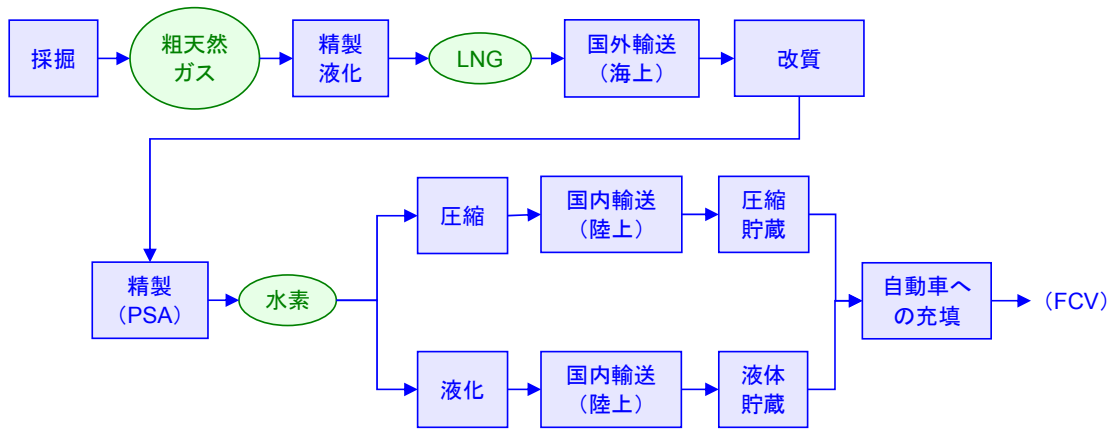 採掘
粗天然
ガス
精製
液化
LNG
国外輸送
（海上）
改質
圧縮
国内輸送
（陸上）
圧縮
貯蔵
精製
（PSA）
水素
自動車へ
の充填
（FCV）
液化
国内輸送
（陸上）
液体
貯蔵